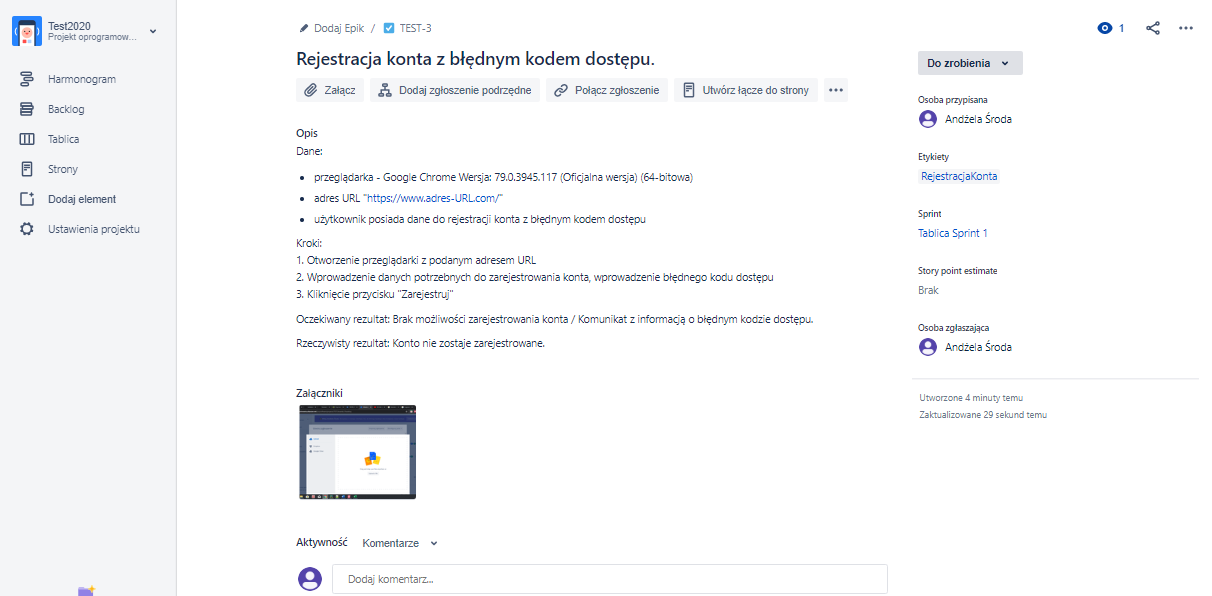 Test2020
Projekt oprogramow...
Harmonogram
Backlog
Tablica
Strony
Dodaj element
Ustawienia projektu
Dodaj Epik / TEST-3
1
Rejestracja konta z błędnym kodem dostępu.
Załącz
Dodaj zgłoszenie podrzędne
Połącz zgłoszenie
Utwórz łącze do strony
Opis
Dane:
• przeglądarka - Google Chrome Wersja: 79.0.3945.117 (Oficjalna wersja) (64-bitowa)
• adres URL "https://www.adres-URL.com/"
• użytkownik posiada dane do rejestracji konta z błędnym kodem dostępu
Kroki:
1. Otworzenie przeglądarki z podanym adresem URL
2. Wprowadzenie danych potrzebnych do zarejestrowania konta, wprowadzenie błędnego kodu dostępu
3. Kliknięcie przycisku "Zarejestruj"
Oczekiwany rezultat: Brak możliwości zarejestrowania konta / Komunikat z informacją o błędnym kodzie dostępu.
Rzeczywisty rezultat: Konto nie zostaje zarejestrowane.
Załączniki
Aktywność
Komentarze
Dodaj komentarz...
Do zrobienia
Osoba przypisana
Andżela Środa
Etykiety
RejestracjaKonta
Sprint
Tablica Sprint 1
Story point estimate
Brak
Osoba zgłaszająca
Andżela Środa
Utworzone 4 minuty temu
Zaktualizowane 29 sekund temu